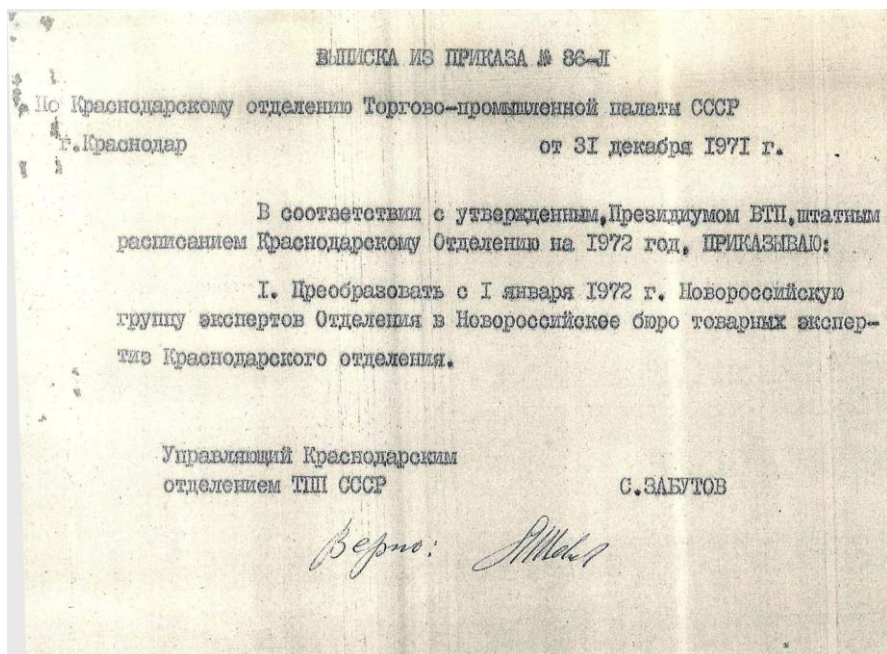 ВЫПИСКА ИЗ ПРИКАЗА № 86-Л
По Краснодарскому отделению Торгово-промышленной палаты СССР
г.Краснодар от 31 декабря 1971 г.
В соответствии с утвержденным,Президиумом ВТП,штатным
расписанием Краснодарскому Отделению на 1972 год, ПРИКАЗЫВАЮ:
I. Преобразовать с I января 1972 г. Новороссийскую
группу экспертов Отделения в Новороссийское бюро товарных экспер-
тиз Краснодарского отделения.
Управляющий Краснодарским
отделением ТПП СССР С.ЗАБУТОВ
Верно: